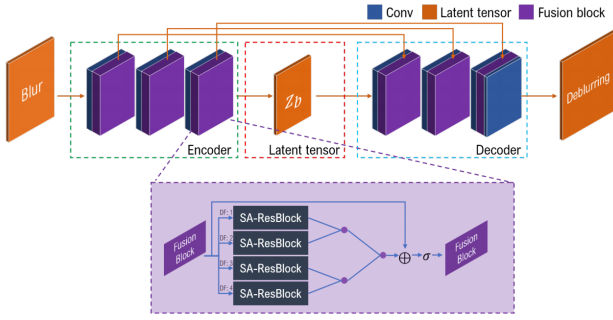 Conv Latent tensor Fusion block
Blur
Z_b
Deblurring
Encoder
Latent tensor
Decoder
Fusion
Block
DF: 1
SA-ResBlock
DF: 2
SA-ResBlock
DF: 3
SA-ResBlock
DF: 4
SA-ResBlock
σ
Fusion
Block